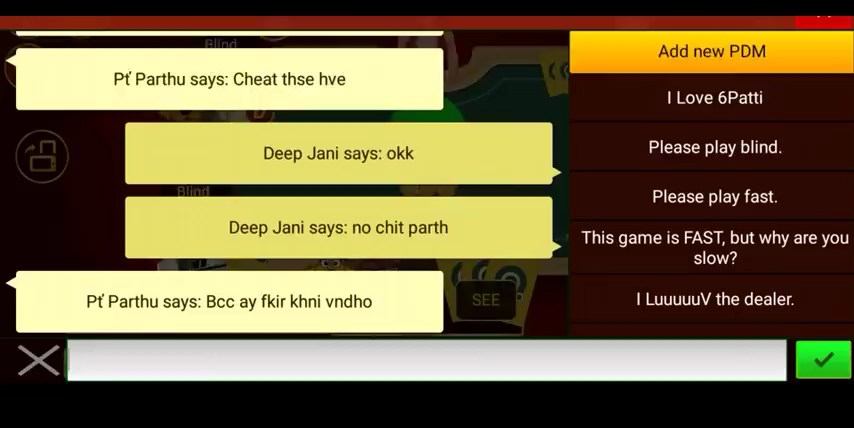 Blind
Pť Parthu says: Cheat thse hve
Deep Jani says: okk
Blind
Deep Jani says: no chit parth
Pť Parthu says: Bcc ay fkir khni vndho
SEE
Add new PDM
I Love 6Patti
Please play blind.
Please play fast.
This game is FAST, but why are you
slow?
I LuuuuuV the dealer.